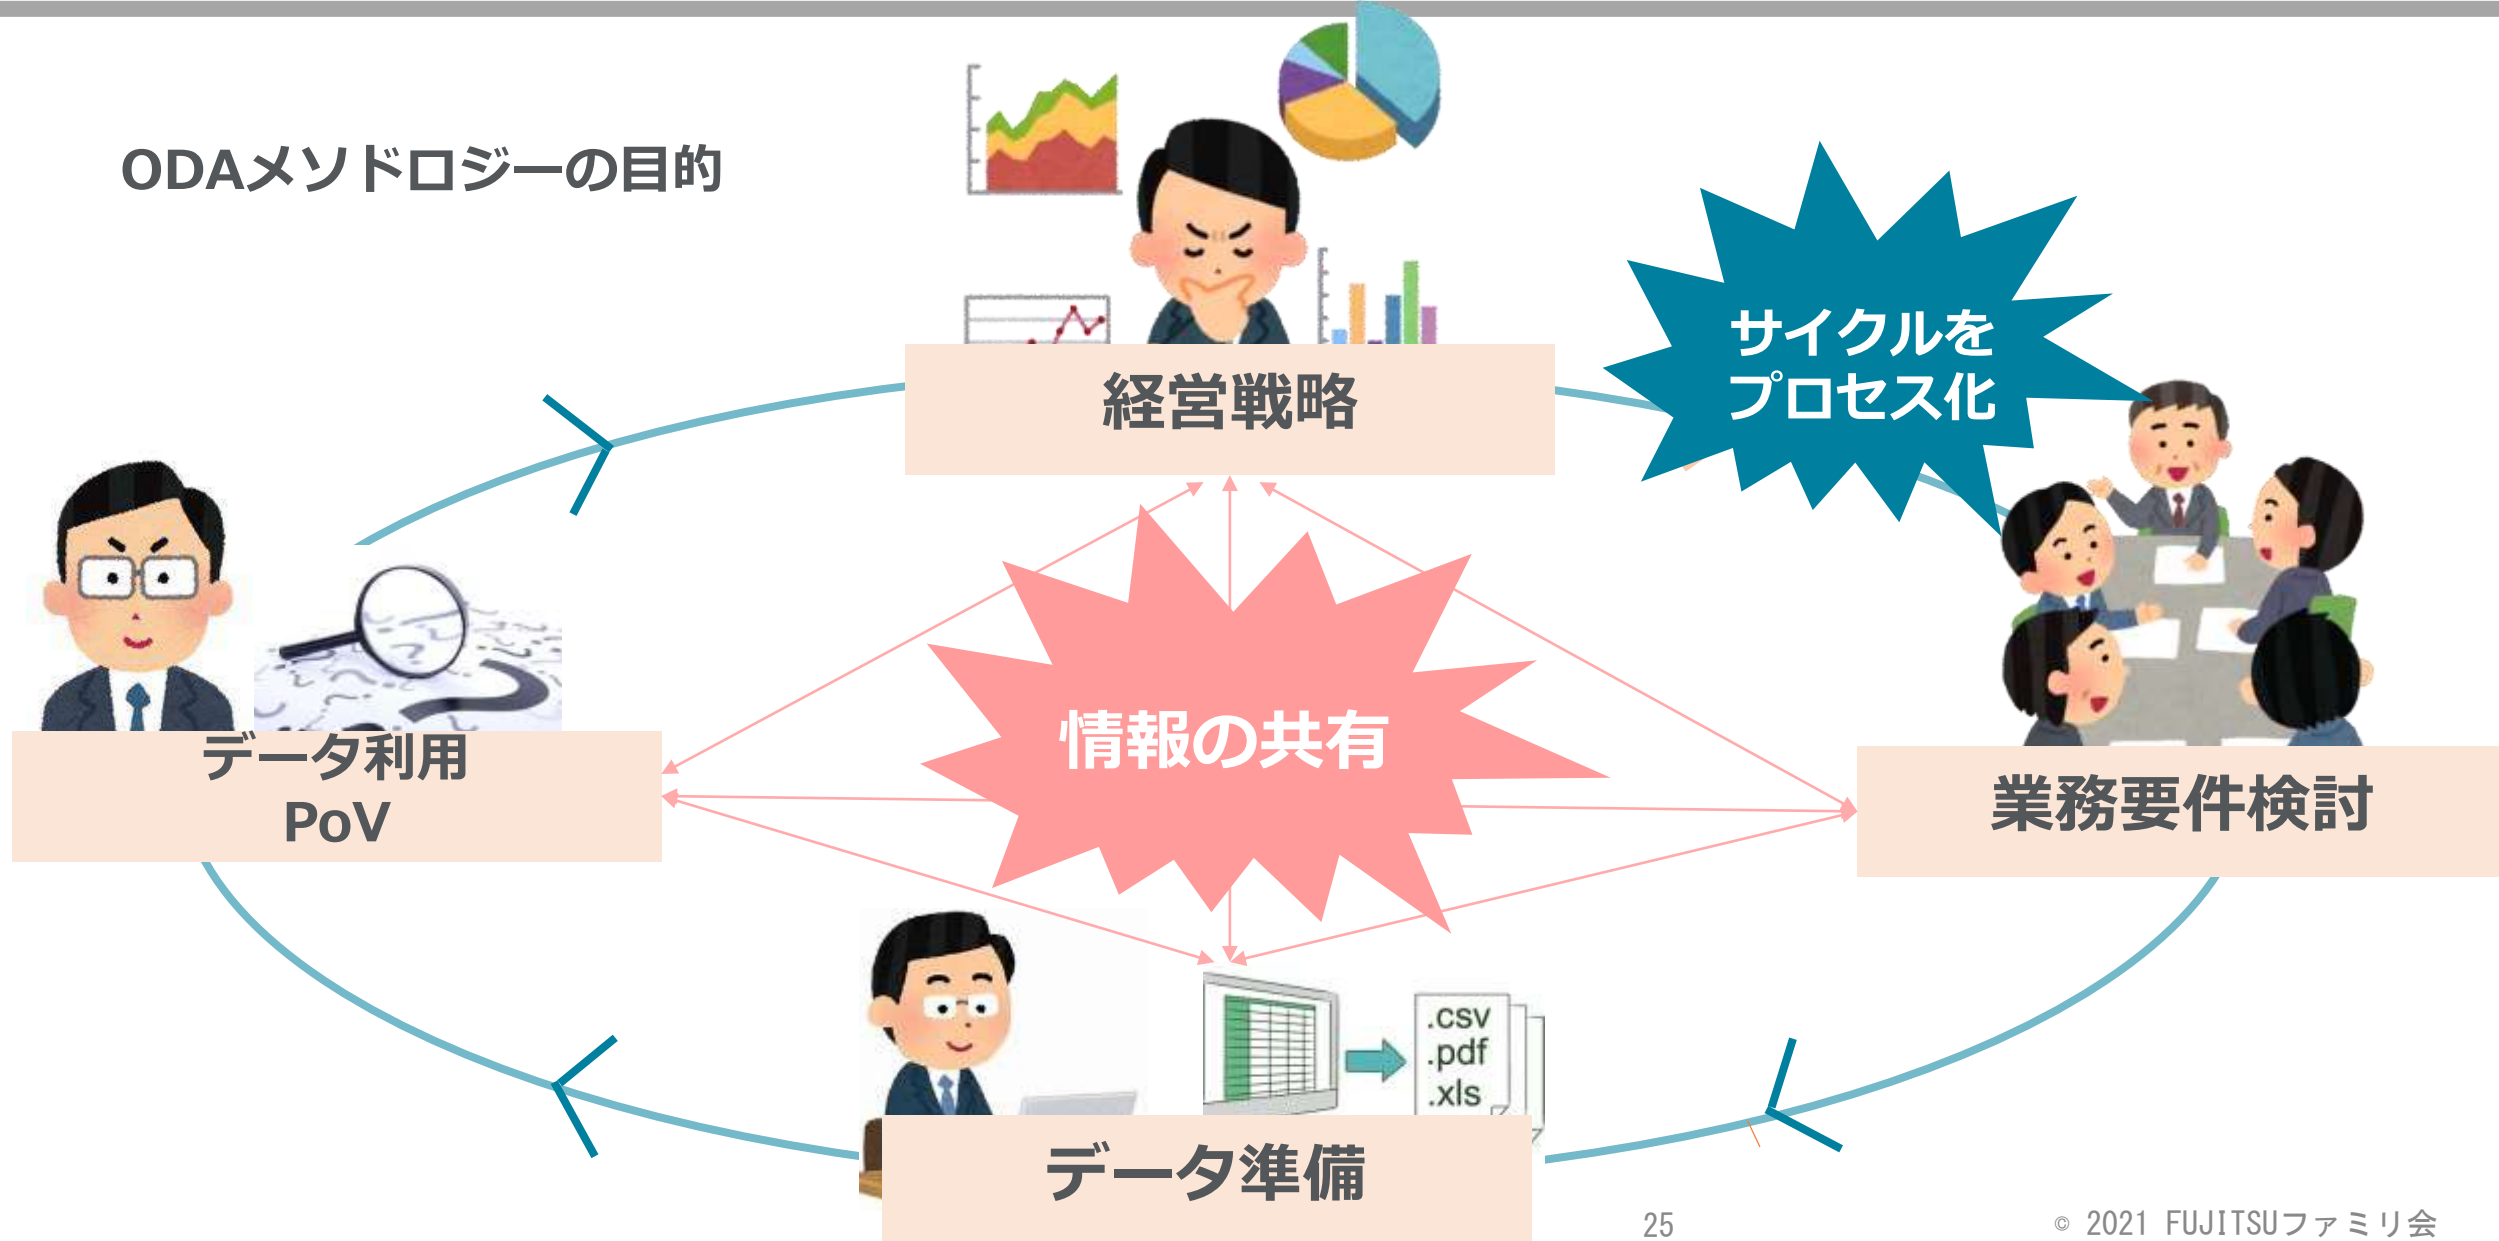 ODAメソドロジーの目的
経営戦略
サイクルを
プロセス化
情報の共有
データ利用
PoV
業務要件検討
.csv
.pdf
.xls
データ準備
25
© 2021 FUJITSUファミリ会